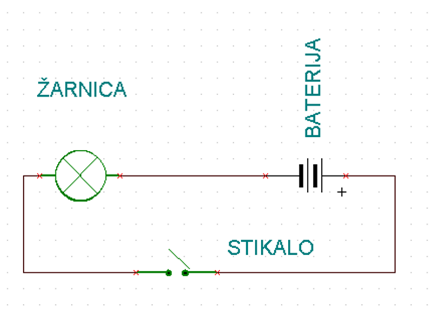 ŽARNICA
BATERIJA
+
STIKALO